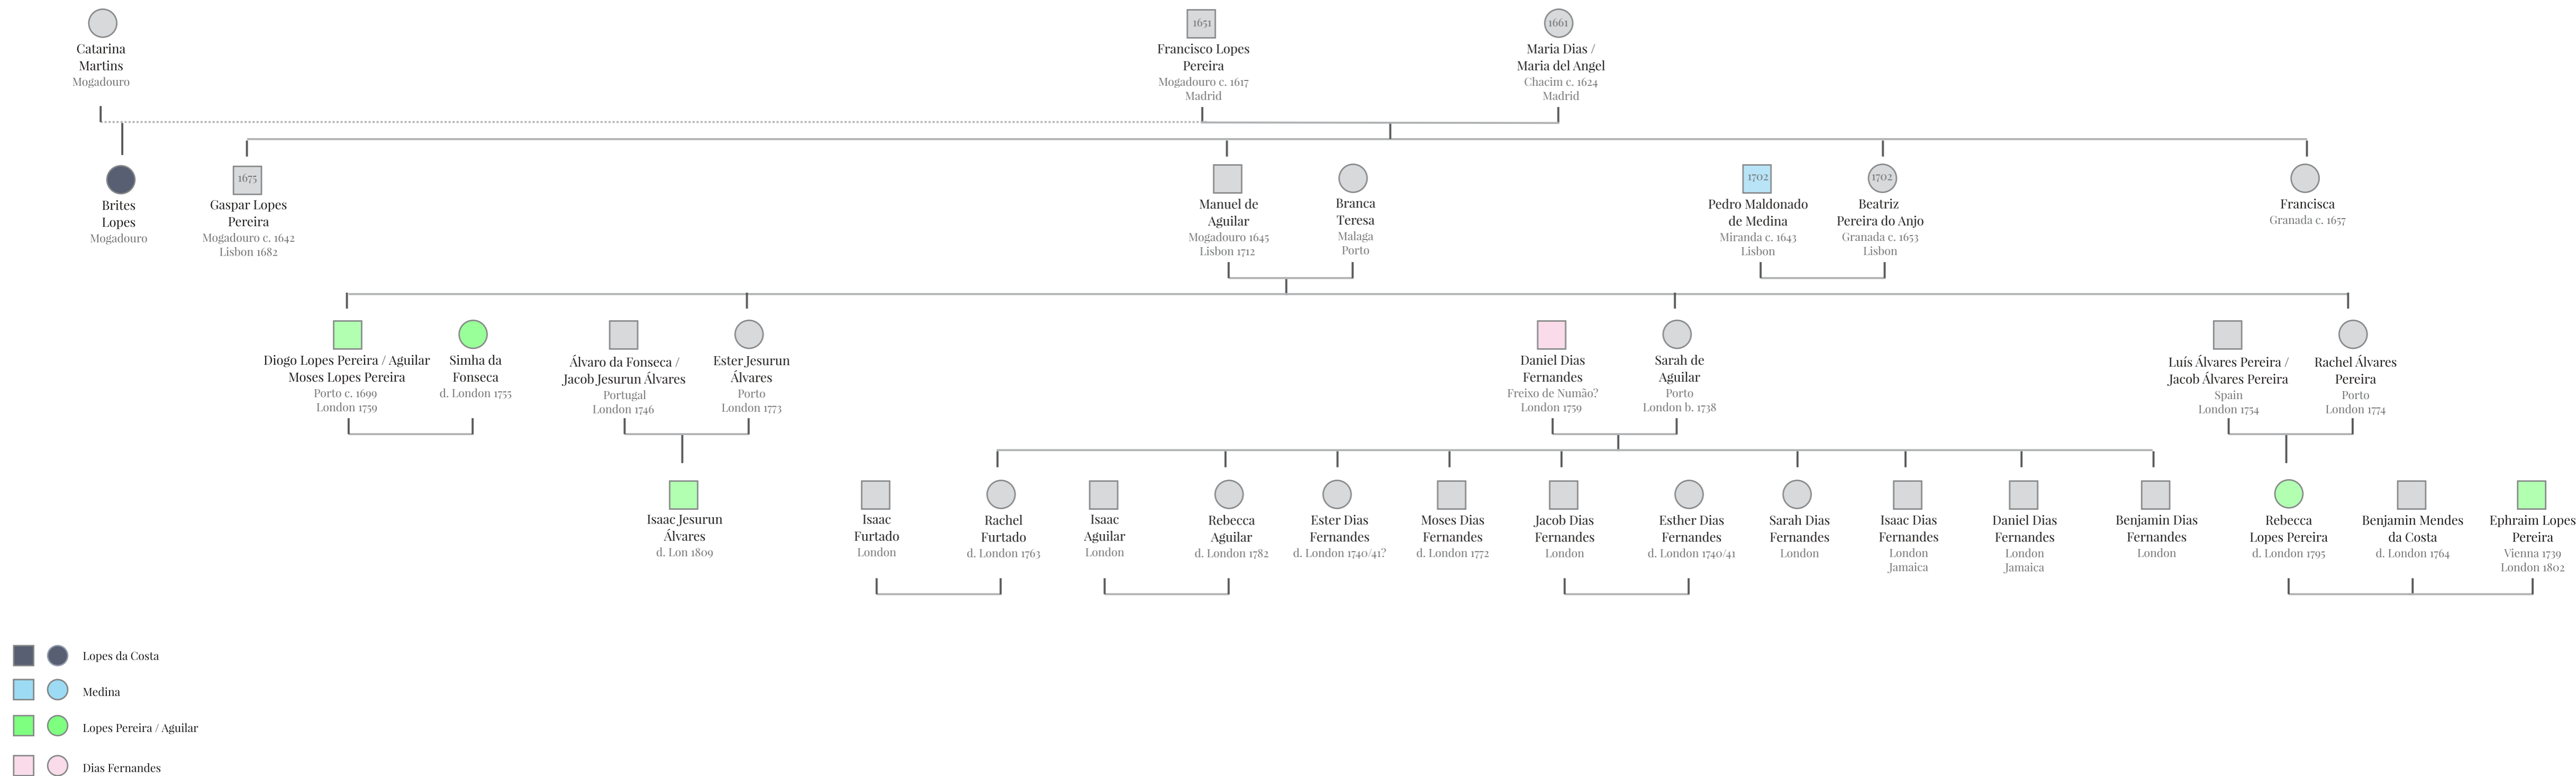 1651
1661
Catarina
Martins
Mogadouro
Francisco Lopes
Pereira
Mogadouro c. 1617
Madrid
Maria Dias /
Maria del Angel
Chacim c. 1624
Madrid
Brites
Lopes
Mogadouro
1675
Gaspar Lopes
Pereira
Mogadouro c. 1642
Lisbon 1682
Manuel de
Aguilar
Mogadouro 1645
Lisbon 1712
Branca
Teresa
Malaga
Porto
1702
Pedro Maldonado
de Medina
Miranda c. 1643
Lisbon
1702
Beatriz
Pereira do Anjo
Granada c. 1653
Lisbon
Francisca
Granada c. 1657
Diogo Lopes Pereira / Aguilar
Moses Lopes Pereira
Porto c. 1699
London 1759
Simha da
Fonseca
d. London 1755
Álvaro da Fonseca /
Jacob Jesurun Álvares
Portugal
London 1746
Ester Jesurun
Álvares
Porto
London 1773
Daniel Dias
Fernandes
Freixo de Numão?
London 1759
Sarah de
Aguilar
Porto
London b. 1738
Luís Álvares Pereira /
Jacob Álvares Pereira
Spain
London 1754
Rachel Álvares
Pereira
Porto
London 1774
Isaac Jesurun
Álvares
d. Lon 1809
Isaac
Furtado
London
Rachel
Furtado
d. London 1763
Isaac
Aguilar
London
Rebecca
Aguilar
d. London 1782
Ester Dias
Fernandes
d. London 1740/41?
Moses Dias
Fernandes
d. London 1772
Jacob Dias
Fernandes
London
Esther Dias
Fernandes
d. London 1740/41
Sarah Dias
Fernandes
London
Isaac Dias
Fernandes
London
Jamaica
Daniel Dias
Fernandes
London
Jamaica
Benjamin Dias
Fernandes
London
Rebecca
Lopes Pereira
d. London 1795
Benjamin Mendes
da Costa
d. London 1764
Ephraim Lopes
Pereira
Vienna 1739
London 1802
Lopes da Costa
Medina
Lopes Pereira / Aguilar
Dias Fernandes